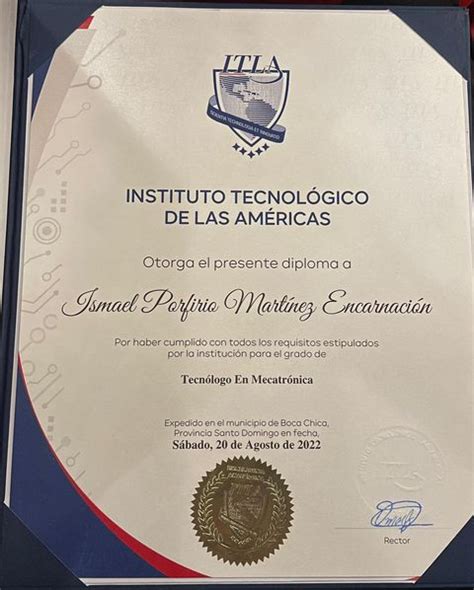 ITLA
INSTITUTO TECNOLÓGICO
DE LAS AMÉRICAS
Otorga el presente diploma a
Ismael Porfirio Martínez Encarnación
Por haber cumplido con todos los requisitos estipulados
por la institución para el grado de
Tecnólogo En Mecatrónica
Expedido en el municipio de Boca Chica,
Provincia Santo Domingo en fecha,
Sábado, 20 de Agosto de 2022
Rector